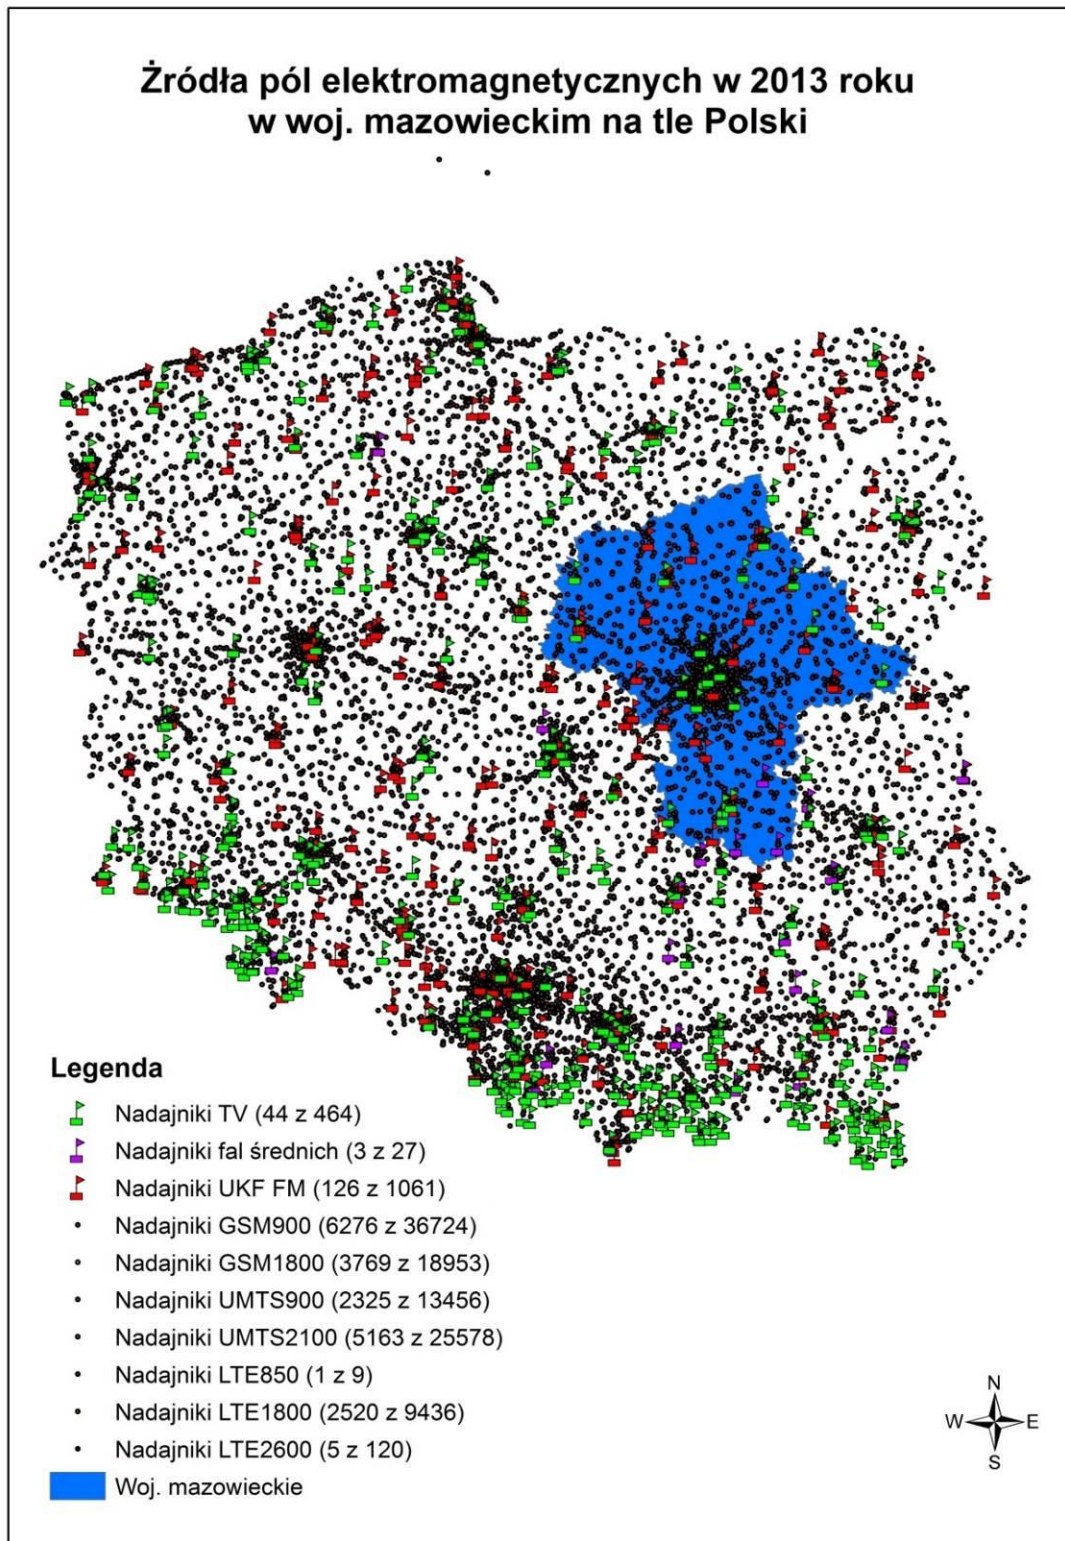 Żródła pól elektromagnetycznych w 2013 roku
w woj. mazowieckim na tle Polski
Legenda
Nadajniki TV (44 z 464)
Nadajniki fal średnich (3 z 27)
Nadajniki UKF FM (126 z 1061)
Nadajniki GSM900 (6276 z 36724)
Nadajniki GSM1800 (3769 z 18953)
Nadajniki UMTS900 (2325 z 13456)
Nadajniki UMTS2100 (5163 z 25578)
Nadajniki LTE850 (1 z 9)
Nadajniki LTE1800 (2520 z 9436)
Nadajniki LTE2600 (5 z 120)
Woj. mazowieckie
N
W E
S